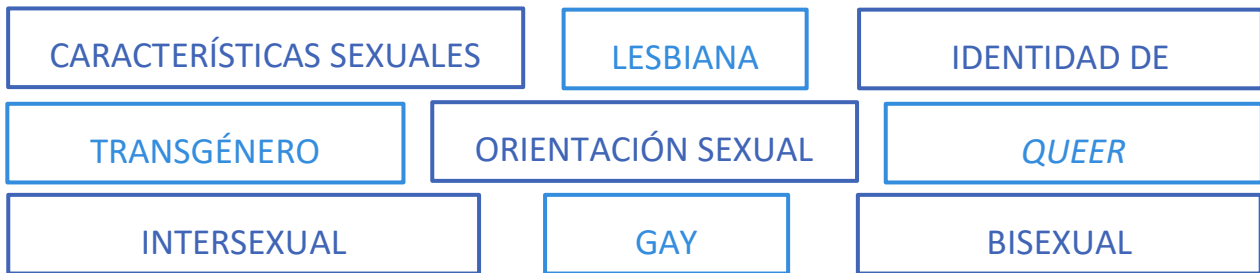 CARACTERÍSTICAS SEXUALES LESBIANA IDENTIDAD DE
TRANSGÉNERO ORIENTACIÓN SEXUAL QUEER
INTERSEXUAL GAY BISEXUAL